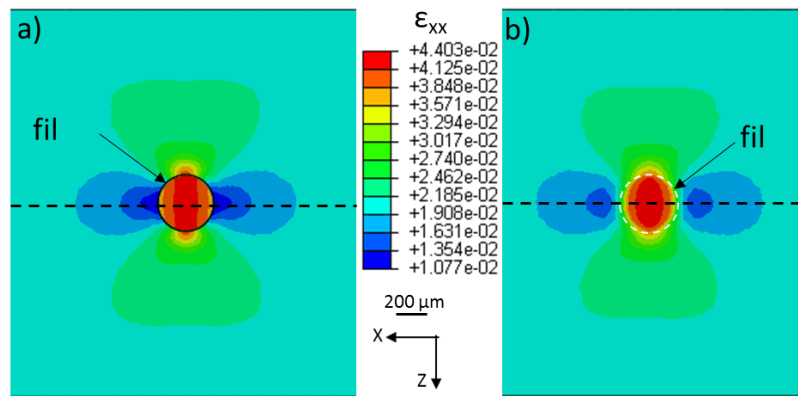 a)
fil
εxx
+4.403e-02
+4.125e-02
+3.848e-02
+3.571e-02
+3.294e-02
+3.017e-02
+2.740e-02
+2.462e-02
+2.185e-02
+1.908e-02
+1.631e-02
+1.354e-02
+1.077e-02
200 µm
X
Z
b)
fil